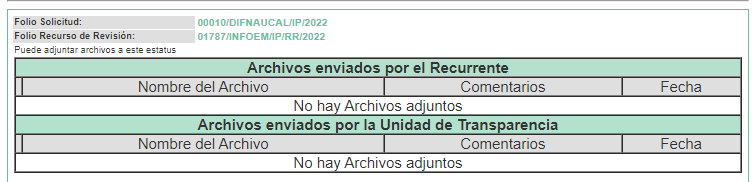 Folio Solicitud: 00010/DIFNAUCAL/IP/2022
Folio Recurso de Revisión: 01787/INFOEM/IP/RR/2022
Puede adjuntar archivos a este estatus
Archivos enviados por el Recurrente
Nombre del Archivo Comentarios Fecha
No hay Archivos adjuntos
Archivos enviados por la Unidad de Transparencia
Nombre del Archivo Comentarios Fecha
No hay Archivos adjuntos